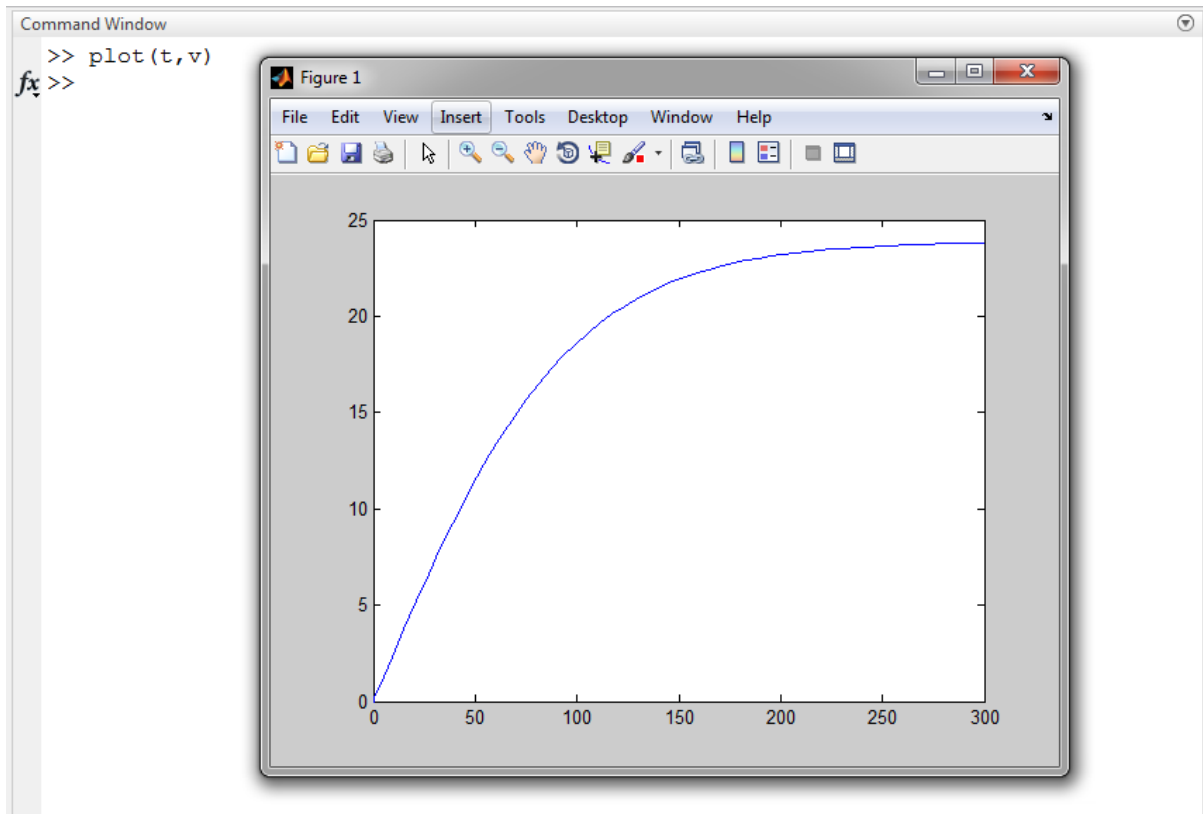 Command Window
>> plot(t,v)
fx >>
Figure 1
File Edit View Insert Tools Desktop Window Help
25
20
15
10
5
0
0 50 100 150 200 250 300